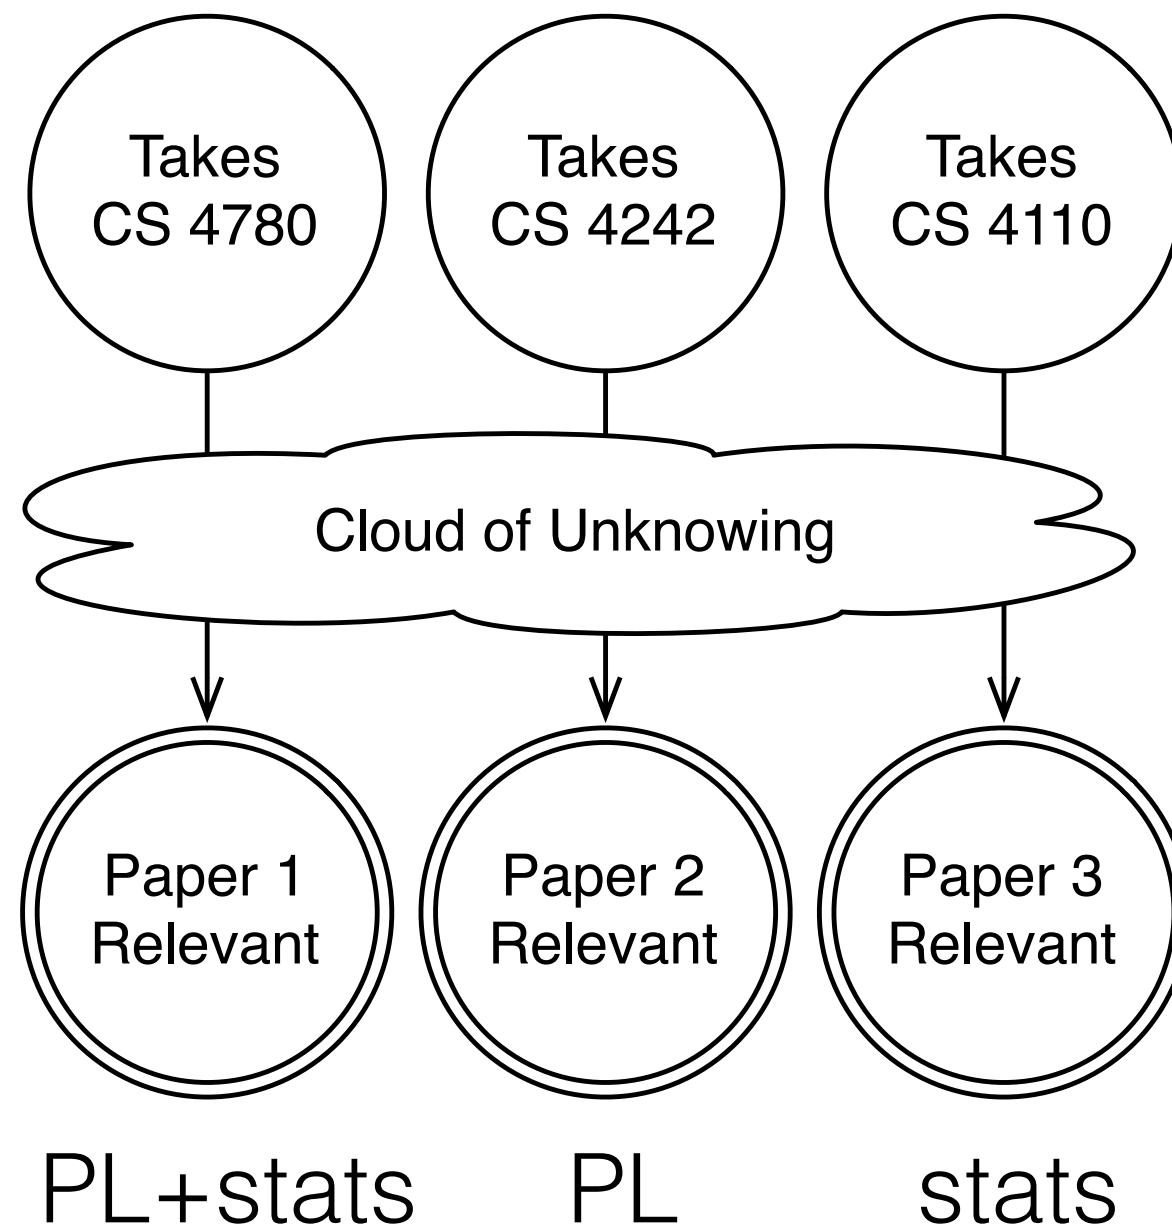 Takes
CS 4780
Takes
CS 4242
Takes
CS 4110
Cloud of Unknowing
Paper 1
Relevant
Paper 2
Relevant
Paper 3
Relevant
PL+stats
PL
stats